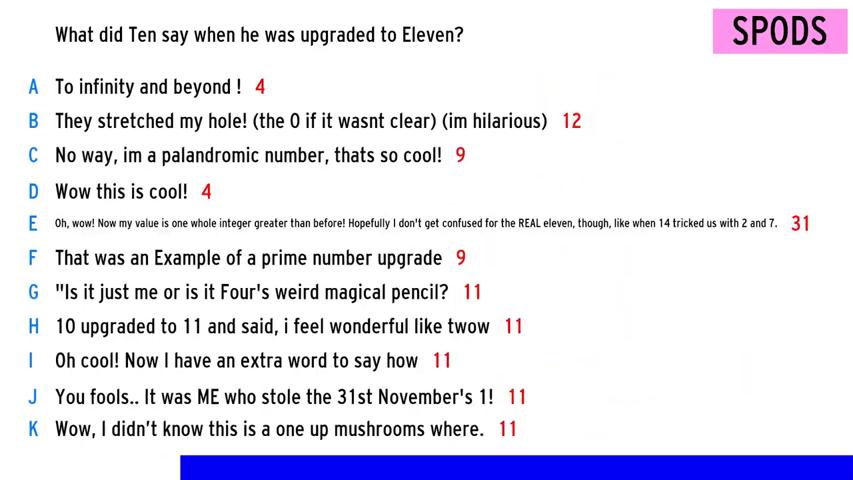 What did Ten say when he was upgraded to Eleven?
SPODS
A To infinity and beyond ! 4
B They stretched my hole! (the 0 if it wasnt clear) (im hilarious) 12
C No way, im a palandromic number, thats so cool! 9
D Wow this is cool! 4
E Oh, wow! Now my value is one whole integer greater than before! Hopefully I don't get confused for the REAL eleven, though, like when 14 tricked us with 2 and 7. 31
F That was an Example of a prime number upgrade 9
G "Is it just me or is it Four's weird magical pencil? 11
H 10 upgraded to 11 and said, i feel wonderful like twow 11
I Oh cool! Now I have an extra word to say how 11
J You fools.. It was ME who stole the 31st November's 1! 11
K Wow, I didn’t know this is a one up mushrooms where. 11